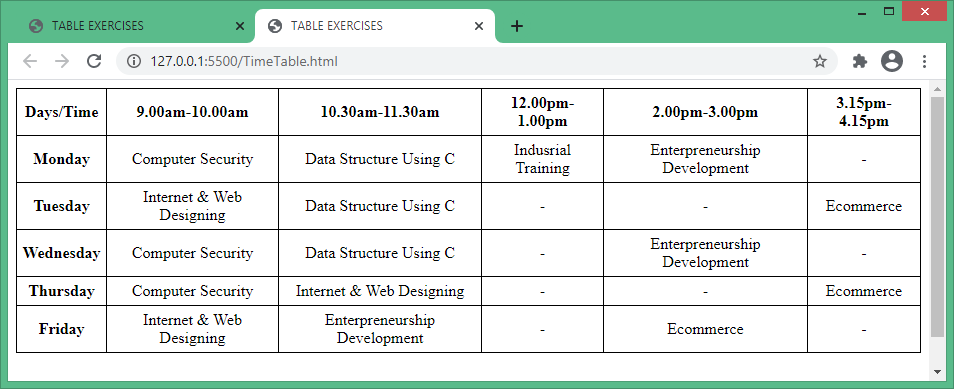 TABLE EXERCISES
TABLE EXERCISES
127.0.0.1:5500/TimeTable.html
Days/Time 9.00am-10.00am 10.30am-11.30am 12.00pm- 2.00pm-3.00pm 3.15pm-
1.00pm 4.15pm
Monday Computer Security Data Structure Using C Indusrial Enterpreneurship -
Training Development
Tuesday Internet & Web Data Structure Using C - - Ecommerce
Designing
Wednesday Computer Security Data Structure Using C - Enterpreneurship -
Development
Thursday Computer Security Internet & Web Designing - - Ecommerce
Friday Internet & Web Enterpreneurship - Ecommerce -
Designing Development